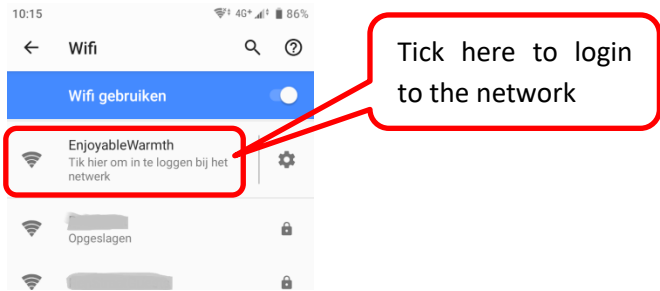 10:15 4G+ 86%
Wifi
Wifi gebruiken
EnjoyableWarmth
Tik hier om in te loggen bij het
netwerk
Opgeslagen
Tick here to login
to the network